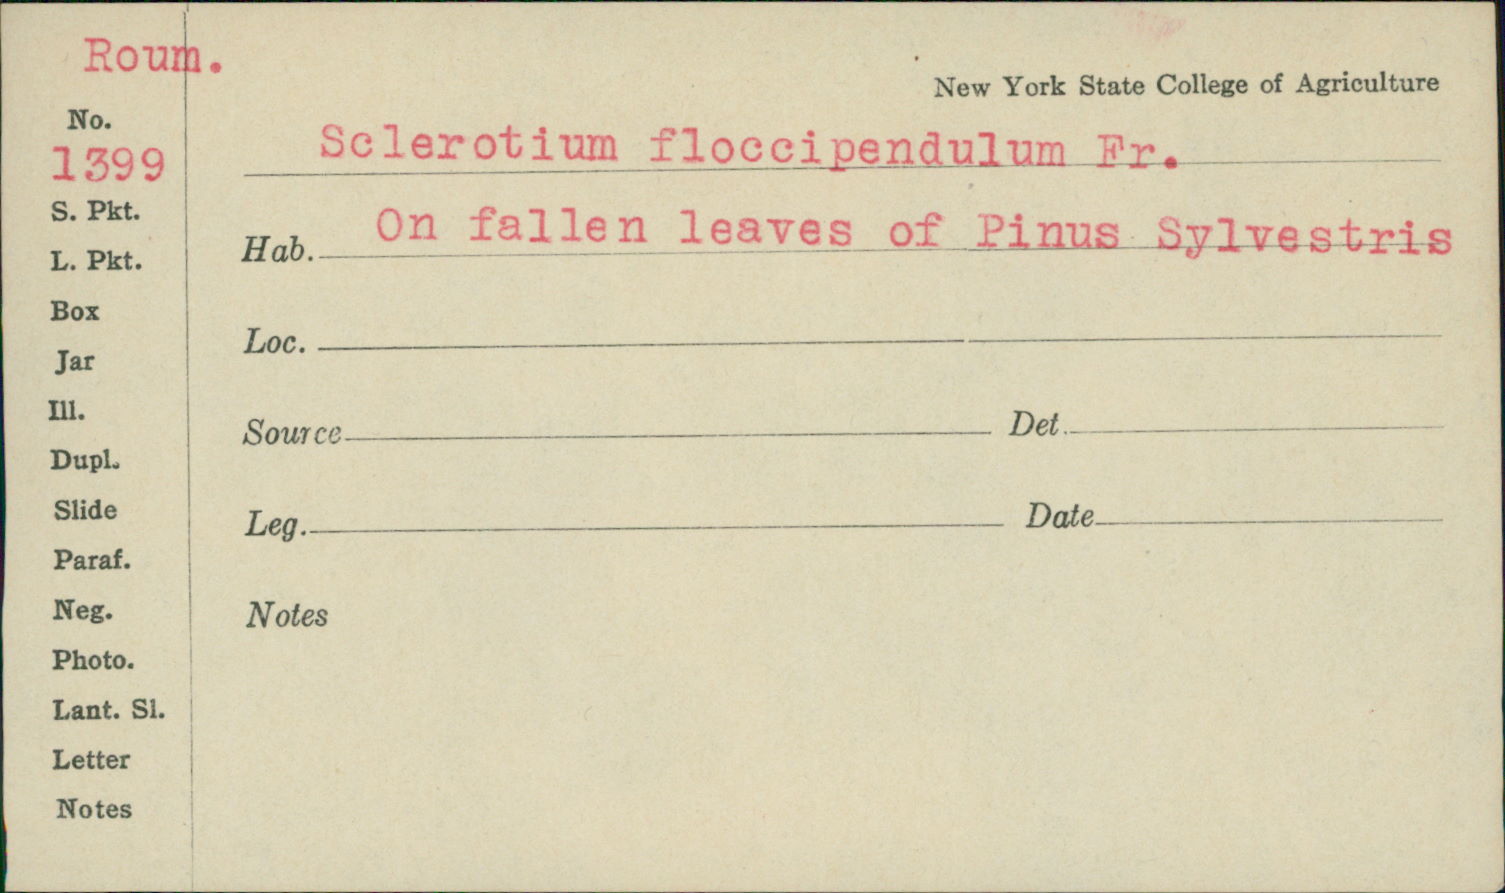 Roum.
New York State College of Agriculture
No.
1399
Sclerotium floccipendulum Fr.
S. Pkt.
Hab. On fallen leaves of Pinus Sylvestris
L. Pkt.
Box
Loc.
Jar
Ill.
Source Det.
Dupl.
Slide
Leg. Date
Paraf.
Neg.
Notes
Photo.
Lant. Sl.
Letter
Notes